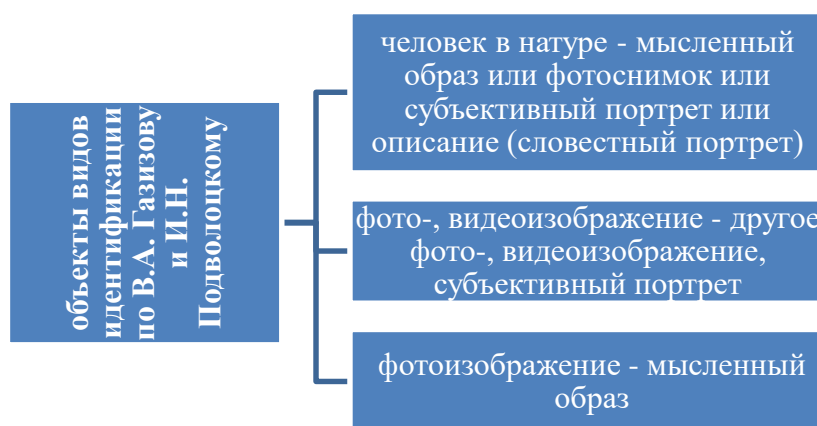 объекты видов
идентификации
по В.А. Газизову
и И.Н.
Подволоцкому
человек в натуре - мысленный
образ или фотоснимок или
субъективный портрет или
описание (словестный портрет)
фото-, видеоизображение - другое
фото-, видеоизображение,
субъективный портрет
фотоизображение - мысленный
образ